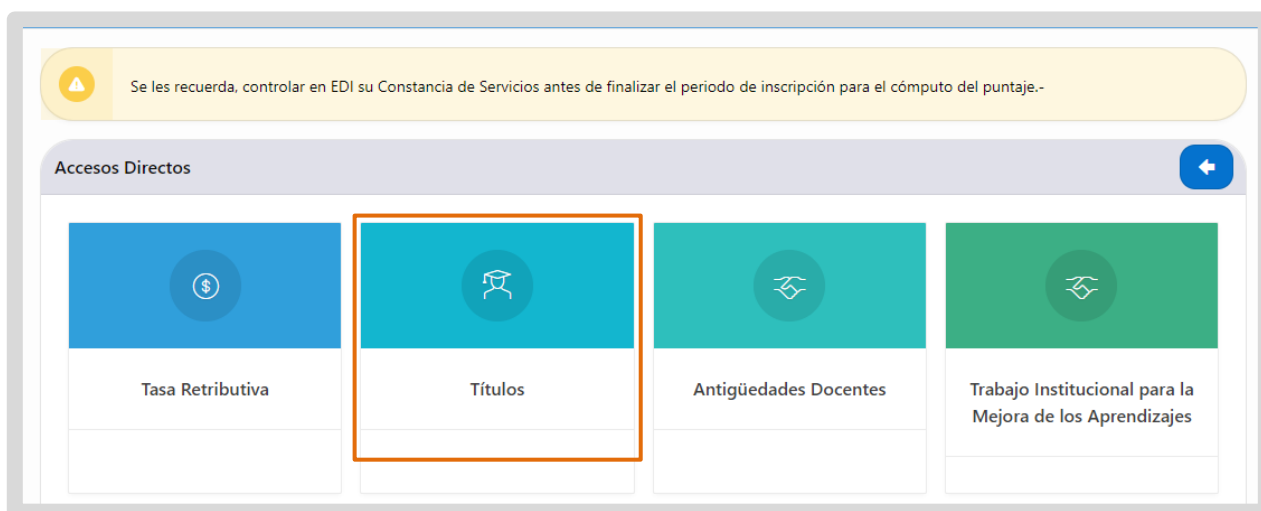 Se les recuerda, controlar en EDI su Constancia de Servicios antes de finalizar el periodo de inscripción para el cómputo del puntaje.-
Accesos Directos
$
Tasa Retributiva
Títulos
Antigüedades Docentes
Trabajo Institucional para la
Mejora de los Aprendizajes